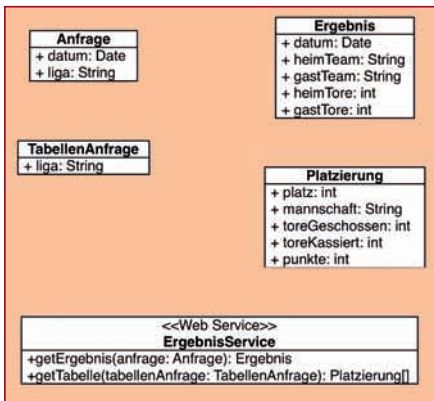 Anfrage
+ datum: Date
+ liga: String
Ergebnis
+ datum: Date
+ heimTeam: String
+ gastTeam: String
+ heimTore: int
+ gastTore: int
TabellenAnfrage
+ liga: String
Platzierung
+ platz: int
+ mannschaft: String
+ toreGeschossen: int
+ toreKassiert: int
+ punkte: int
<<Web Service>>
ErgebnisService
+getErgebnis(anfrage: Anfrage): Ergebnis
+getTabelle(tabellenAnfrage: TabellenAnfrage): Platzierung[]